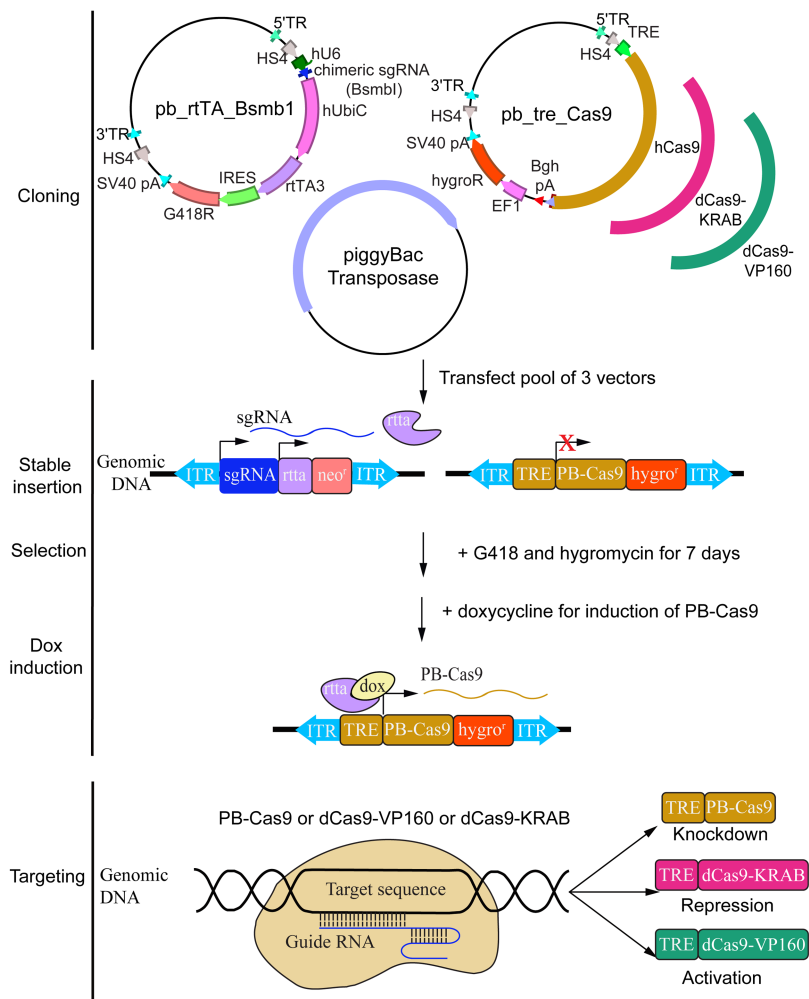 Cloning
5'TR
HS4
hU6
chimeric sgRNA
(BsmbI)
hUbiC
pb_rtTA_Bsmb1
3'TR
HS4
SV40 pA
G418R
IRES
rtTA3
5'TR
TRE
HS4
pb_tre_Cas9
3'TR
HS4
SV40 pA
hygroR
EF1
Bgh
pA
hCas9
dCas9-
KRAB
dCas9-
VP160
piggyBac
Transposase
Transfect pool of 3 vectors
Stable
insertion
Genomic
DNA
sgRNA
rtta
ITR
sgRNA
rtta
neoʳ
ITR
X
ITR
TRE
PB-Cas9
hygroʳ
ITR
Selection
+ G418 and hygromycin for 7 days
+ doxycycline for induction of PB-Cas9
Dox
induction
rtta
dox
PB-Cas9
ITR
TRE
PB-Cas9
hygroʳ
ITR
PB-Cas9 or dCas9-VP160 or dCas9-KRAB
Targeting
Genomic
DNA
Target sequence
Guide RNA
TRE PB-Cas9
Knockdown
TRE dCas9-KRAB
Repression
TRE dCas9-VP160
Activation